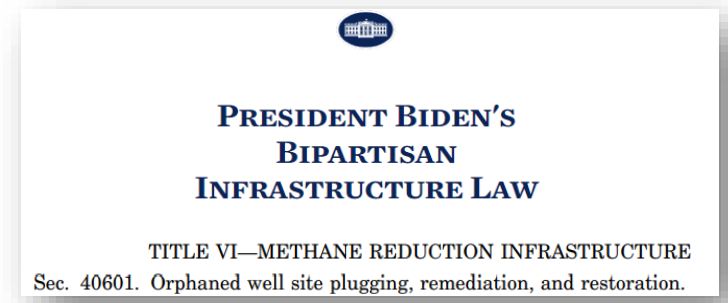 PRESIDENT BIDEN'S
BIPARTISAN
INFRASTRUCTURE LAW
TITLE VI—METHANE REDUCTION INFRASTRUCTURE
Sec. 40601. Orphaned well site plugging, remediation, and restoration.